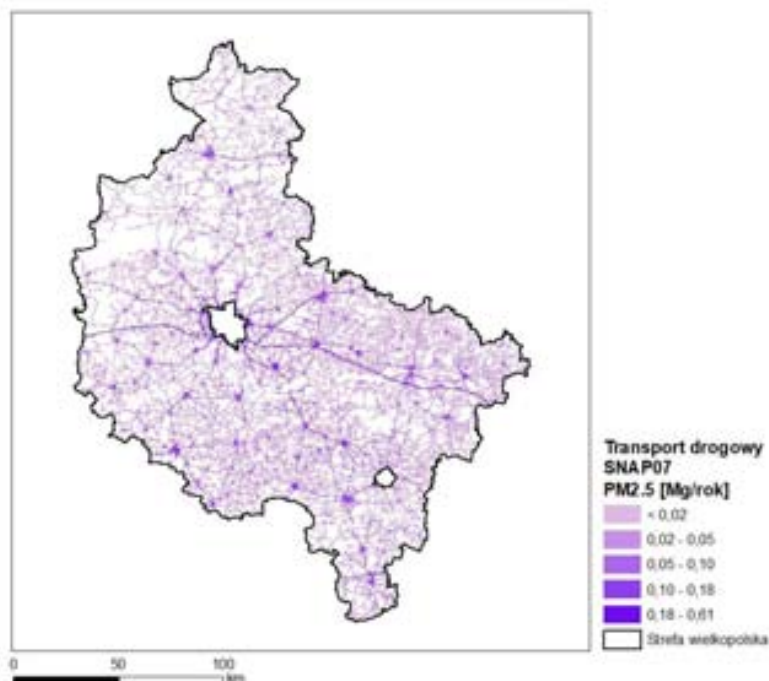 Transport drogowy
SNAP07
PM2.5 [Mg/rok]
< 0,02
0,02 - 0,05
0,05 - 0,10
0,10 - 0,18
0,18 - 0,61
Strefa wielkopolska
0 50 100
km